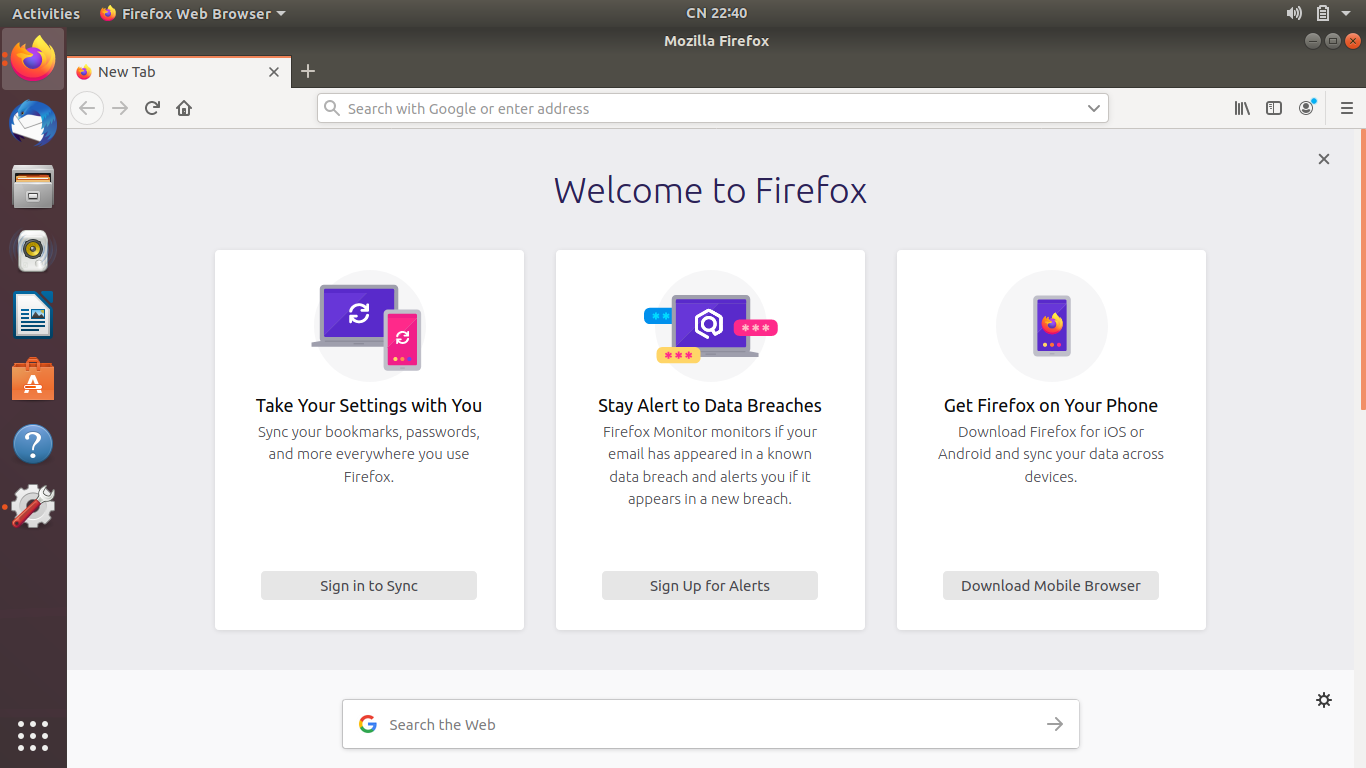 Activities
Firefox Web Browser
CN 22:40
Mozilla Firefox
New Tab
Search with Google or enter address
Welcome to Firefox
Take Your Settings with You
Sync your bookmarks, passwords,
and more everywhere you use
Firefox.
Sign in to Sync
Stay Alert to Data Breaches
Firefox Monitor monitors if your
email has appeared in a known
data breach and alerts you if it
appears in a new breach.
Sign Up for Alerts
Get Firefox on Your Phone
Download Firefox for iOS or
Android and sync your data across
devices.
Download Mobile Browser
Search the Web